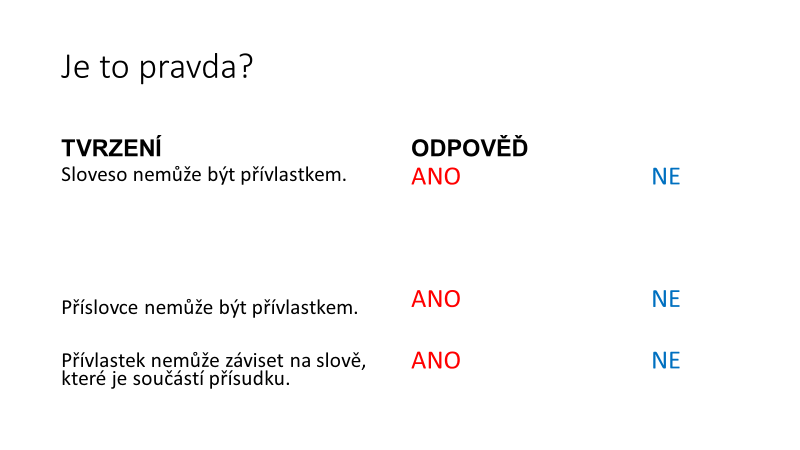 Je to pravda?
TVRZENÍ ODPOVĚĎ
Sloveso nemůže být přívlastkem. ANO NE
Příslovce nemůže být přívlastkem. ANO NE
Přívlastek nemůže záviset na slově, ANO NE
které je součástí přísudku.